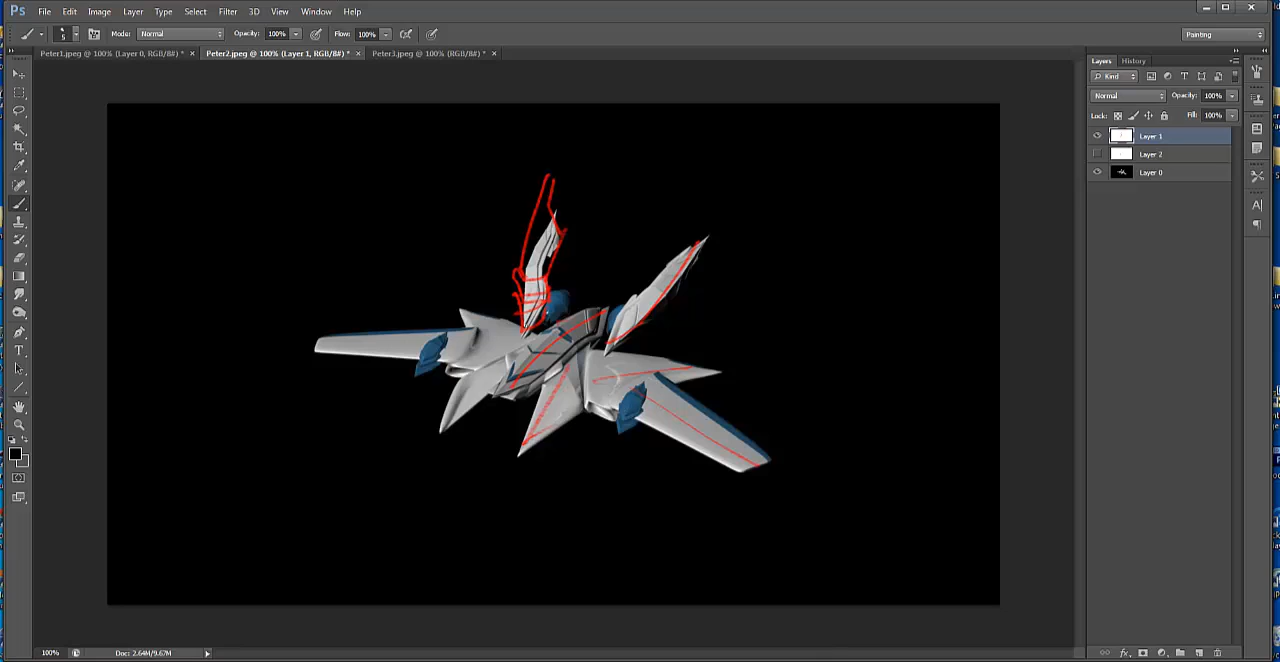 Ps File Edit Image Layer Type Select Filter 3D View Window Help
5 Mode: Normal Opacity: 100% Flow: 100% Painting
Peter1.jpeg @ 100% (Layer 0, RGB/8#) * × Peter2.jpeg @ 100% (Layer 1, RGB/8#) * × Peter3.jpeg @ 100% (RGB/8#) * ×
Layers History
Kind
Normal Opacity: 100%
Lock: Fill: 100%
Layer 1
Layer 2
Layer 0
100% Doc: 2.64M/9.67M